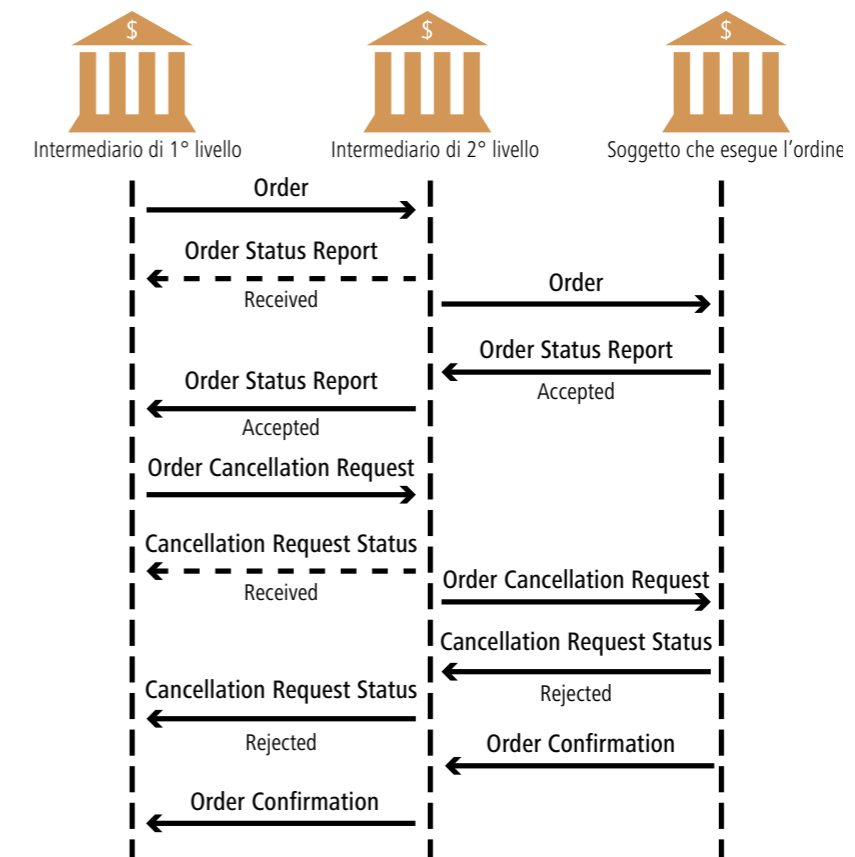 $
$
$
Intermediario di 1° livello
Intermediario di 2° livello
Soggetto che esegue l'ordine
Order
Order Status Report
Received
Order
Order Status Report
Accepted
Order Status Report
Accepted
Order Cancellation Request
Cancellation Request Status
Received
Order Cancellation Request
Cancellation Request Status
Rejected
Cancellation Request Status
Rejected
Order Confirmation
Order Confirmation